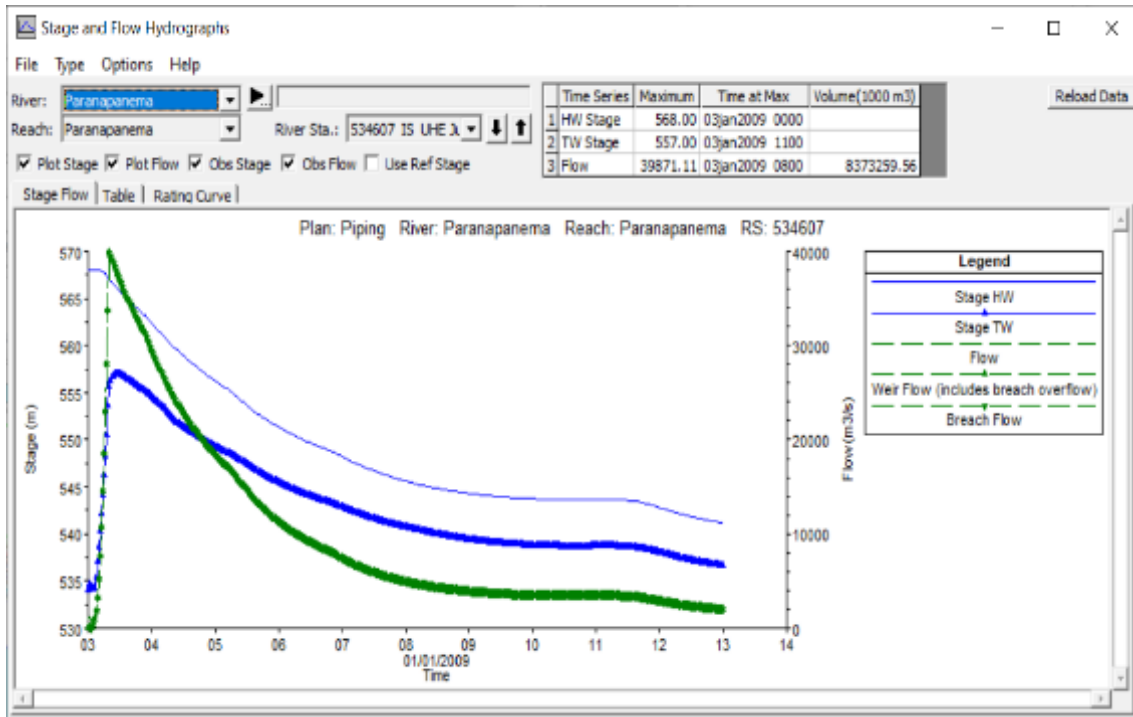 Stage and Flow Hydrographs
File Type Options Help
River: Paranapanema
Reach: Paranapanema River Sta.: 534607 IS UHE Ju
Plot Stage Plot Flow Obs Stage Obs Flow Use Ref Stage
Time Series Maximum Time at Max Volume(1000 m3)
1 HW Stage 568.00 03jan2009 0000
2 TW Stage 557.00 03jan2009 1100
3 Flow 39871.11 03jan2009 0800 8373259.56
Reload Data
Stage Flow Table Rating Curve
Plan: Piping River: Paranapanema Reach: Paranapanema RS: 534607
Stage (m)
570
565
560
555
550
545
540
535
530
03 04 05 06 07 08 09 10 11 12 13 14
01/01/2009
Time
40000
30000
20000
10000
0
Flow (m3/s)
Legend
Stage HW
Stage TW
Flow
Weir Flow (includes breach overflow)
Breach Flow